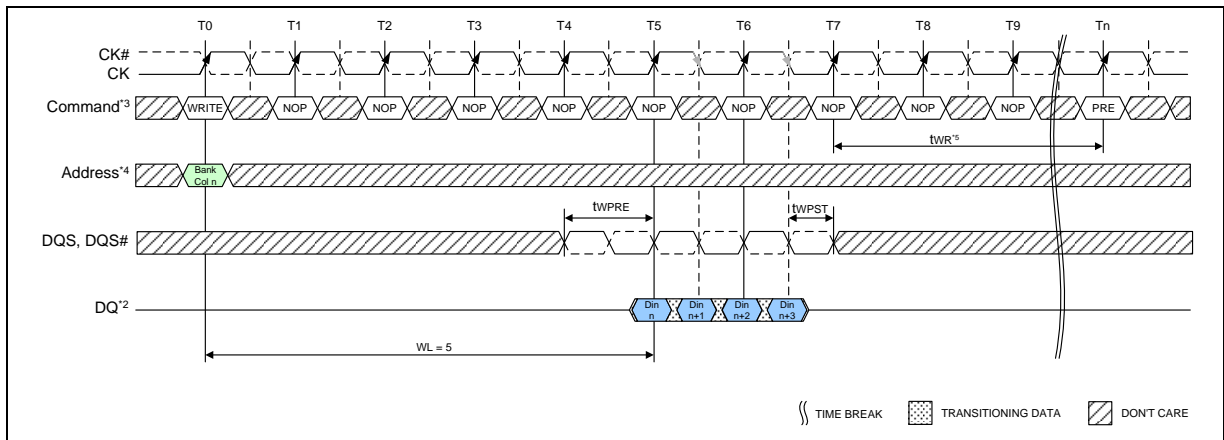 T0 T1 T2 T3 T4 T5 T6 T7 T8 T9 Tn
CK#
CK
Command*3 WRITE NOP NOP NOP NOP NOP NOP NOP NOP NOP PRE
tWR*5
Address*4 Bank Col n
tWPRE tWPST
DQS, DQS#
DQ*2 Din n Din n+1 Din n+2 Din n+3
WL = 5
TIME BREAK TRANSITIONING DATA DON'T CARE